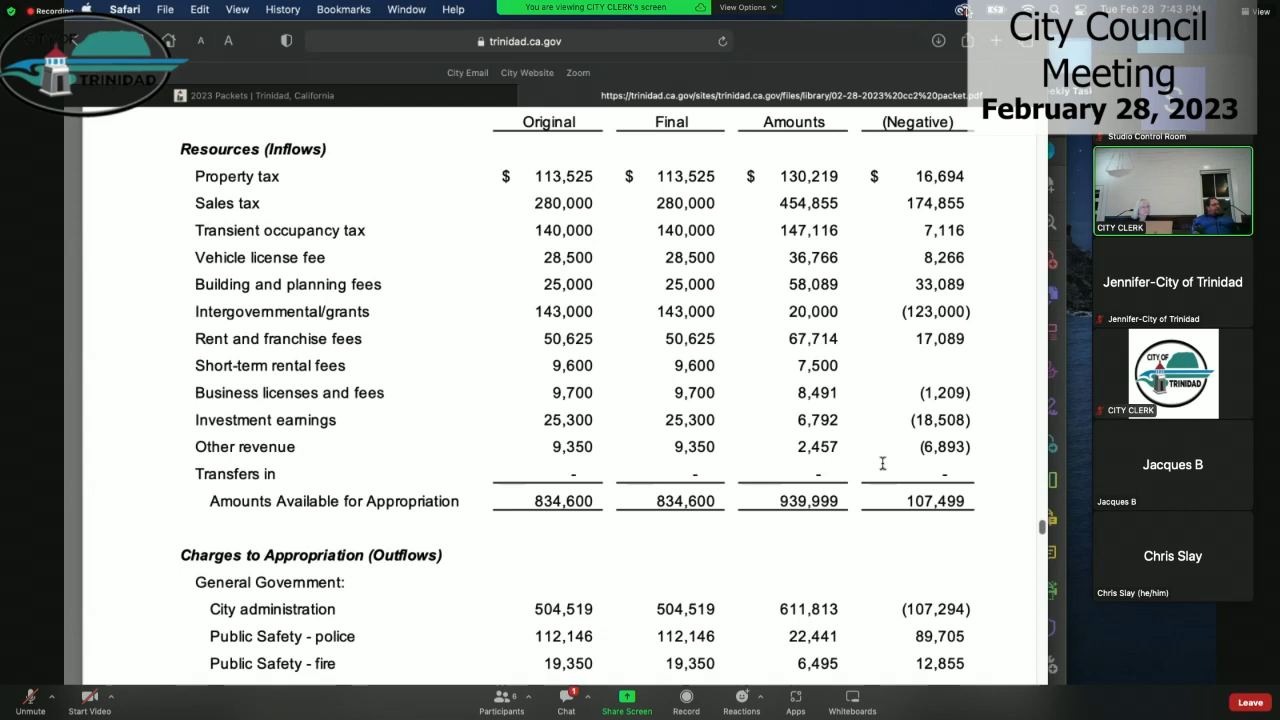 Recording
Safari File Edit View History Bookmarks Window Help
You are viewing CITY CLERK's screen
View Options
Tue Feb 28 7:43 PM
View
CITY OF
TRINIDAD
City Council
Meeting
February 28, 2023
A A
trinidad.ca.gov
City Email City Website Zoom
2023 Packets | Trinidad, California
https://trinidad.ca.gov/sites/trinidad.ca.gov/files/library/02-28-2023%20cc2%20packet.pdf
Studio Control Room
Original Final Amounts (Negative)
Resources (Inflows)
Property tax $ 113,525 $ 113,525 $ 130,219 $ 16,694
Sales tax 280,000 280,000 454,855 174,855
Transient occupancy tax 140,000 140,000 147,116 7,116
Vehicle license fee 28,500 28,500 36,766 8,266
Building and planning fees 25,000 25,000 58,089 33,089
Intergovernmental/grants 143,000 143,000 20,000 (123,000)
Rent and franchise fees 50,625 50,625 67,714 17,089
Short-term rental fees 9,600 9,600 7,500
Business licenses and fees 9,700 9,700 8,491 (1,209)
Investment earnings 25,300 25,300 6,792 (18,508)
Other revenue 9,350 9,350 2,457 (6,893)
Transfers in - - - -
Amounts Available for Appropriation 834,600 834,600 939,999 107,499
Charges to Appropriation (Outflows)
General Government:
City administration 504,519 504,519 611,813 (107,294)
Public Safety - police 112,146 112,146 22,441 89,705
Public Safety - fire 19,350 19,350 6,495 12,855
CITY CLERK
Jennifer-City of Trinidad
Jennifer-City of Trinidad
CITY OF
TRINIDAD
CITY CLERK
Jacques B
Jacques B
Chris Slay
Chris Slay (he/him)
Unmute
Start Video
Participants 6
Chat 1
Share Screen
Record
Reactions
Apps
Whiteboards
Leave